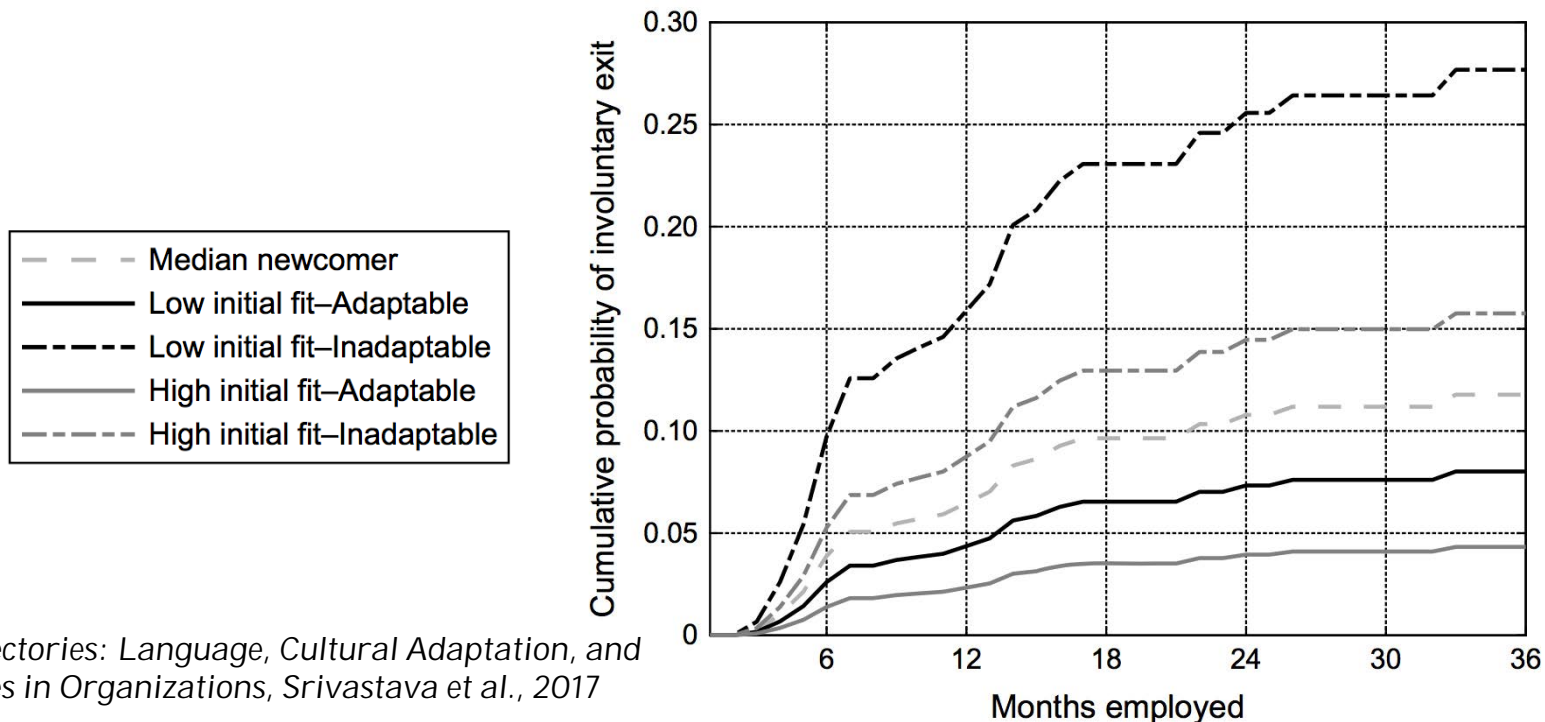 Median newcomer
Low initial fit–Adaptable
Low initial fit–Inadaptable
High initial fit–Adaptable
High initial fit–Inadaptable
ectories: Language, Cultural Adaptation, and
es in Organizations, Srivastava et al., 2017
Cumulative probability of involuntary exit
0.30
0.25
0.20
0.15
0.10
0.05
0
6 12 18 24 30 36
Months employed